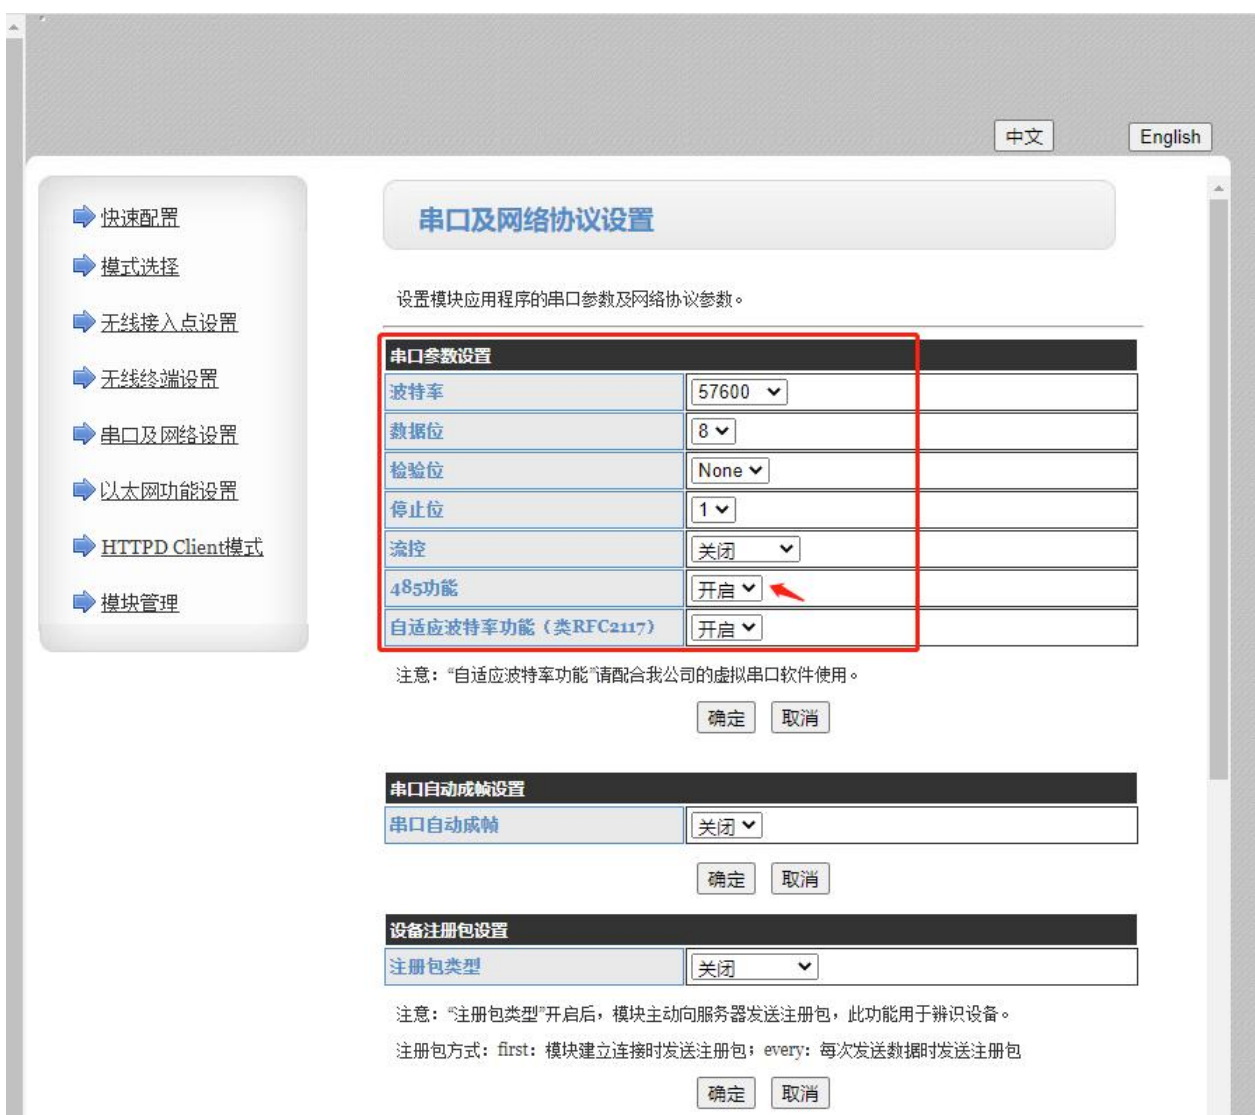 中文
English
快速配置
模式选择
无线接入点设置
无线终端设置
串口及网络设置
以太网功能设置
HTTPD Client模式
模块管理
串口及网络协议设置
设置模块应用程序的串口参数及网络协议参数。
串口参数设置
波特率 57600
数据位 8
检验位 None
停止位 1
流控 关闭
485功能 开启
自适应波特率功能（类RFC2117） 开启
注意：“自适应波特率功能”请配合我公司的虚拟串口软件使用。
确定 取消
串口自动成帧设置
串口自动成帧 关闭
确定 取消
设备注册包设置
注册包类型 关闭
注意：“注册包类型”开启后，模块主动向服务器发送注册包，此功能用于辨识设备。
注册包方式：first：模块建立连接时发送注册包；every：每次发送数据时发送注册包
确定 取消